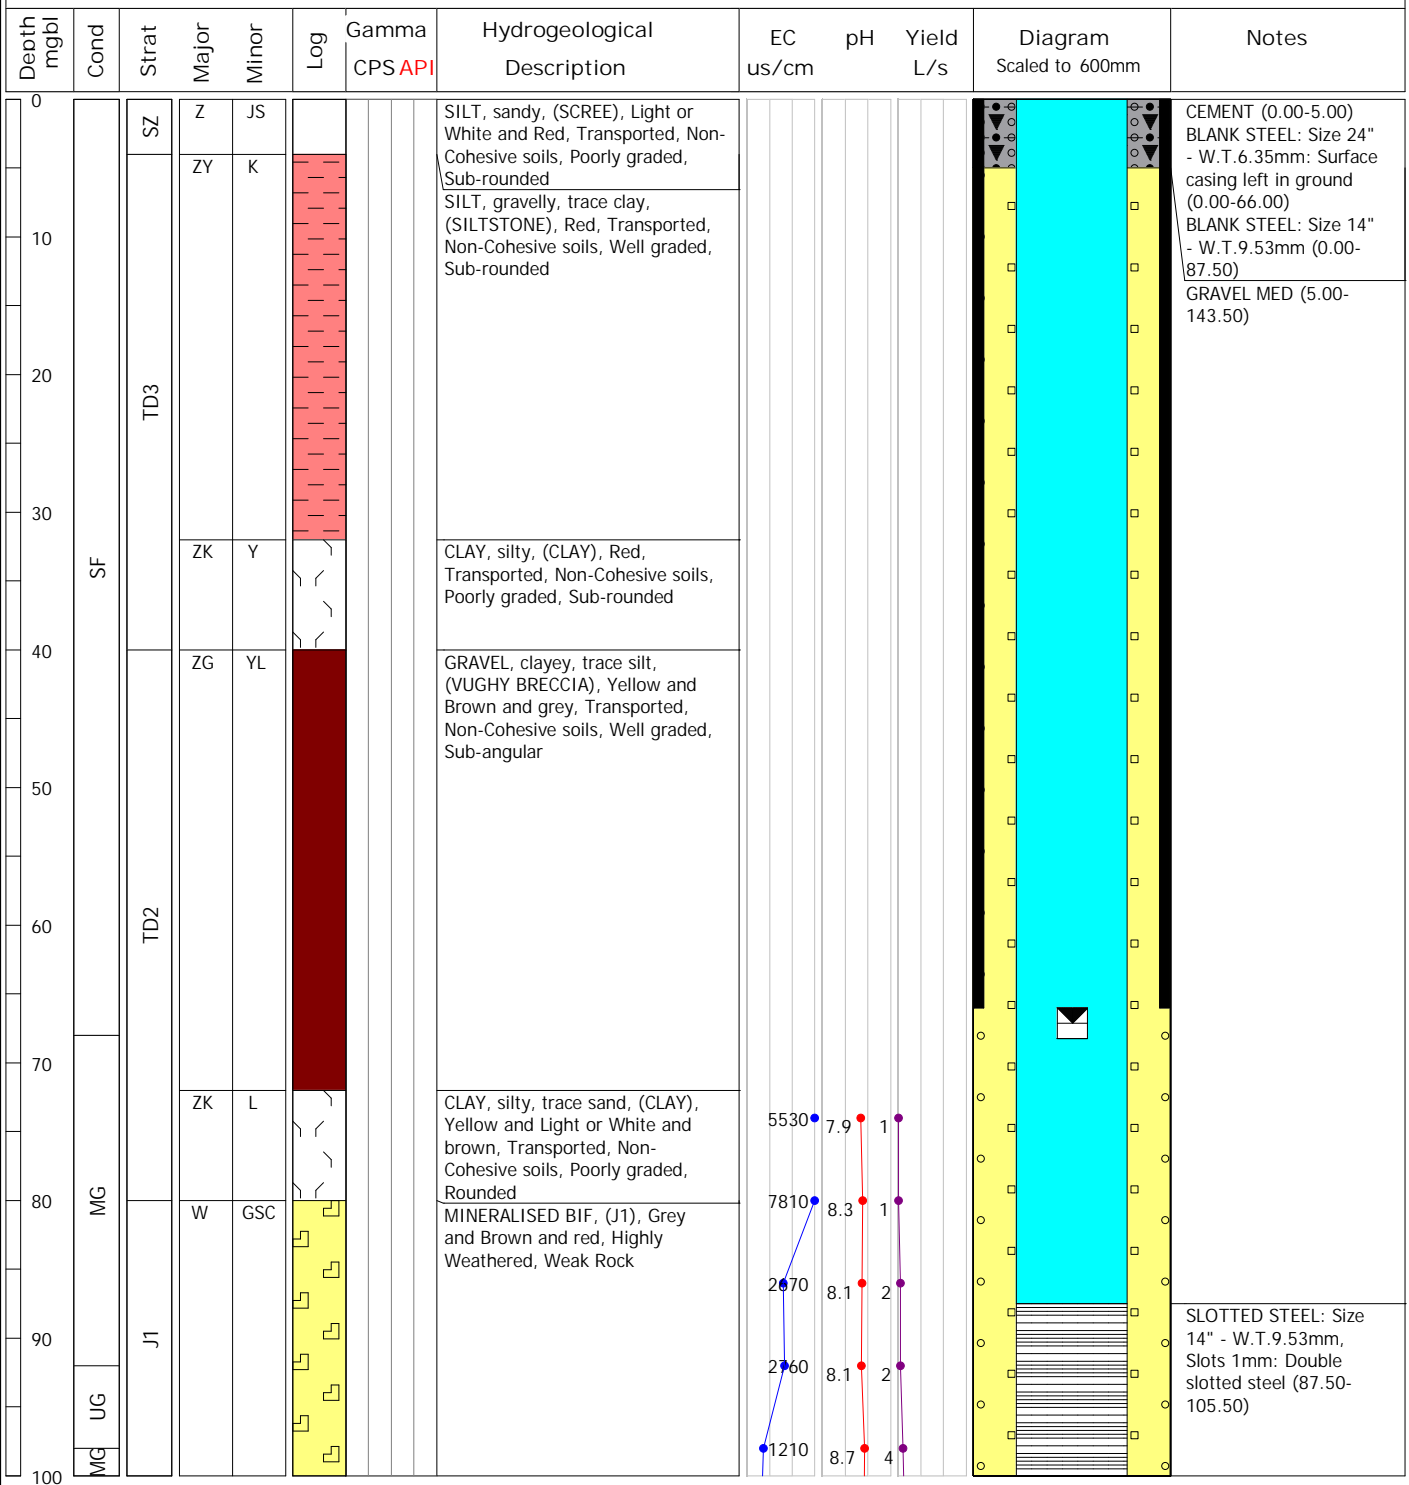 Depth mgbl
Cond
Strat
Major
Minor
Log
Gamma
CPS API
Hydrogeological
Description
EC
us/cm
pH
Yield
L/s
Diagram
Scaled to 600mm
Notes
0
10
20
30
40
50
60
70
80
90
100
SF
MG
UG
MG
SZ
TD3
TD2
J1
Z JS
ZY K
ZK Y
ZG YL
ZK L
W GSC
SILT, sandy, (SCREE), Light or
White and Red, Transported, Non-
Cohesive soils, Poorly graded,
Sub-rounded
SILT, gravelly, trace clay,
(SILTSTONE), Red, Transported,
Non-Cohesive soils, Well graded,
Sub-rounded
CLAY, silty, (CLAY), Red,
Transported, Non-Cohesive soils,
Poorly graded, Sub-rounded
GRAVEL, clayey, trace silt,
(VUGHY BRECCIA), Yellow and
Brown and grey, Transported,
Non-Cohesive soils, Well graded,
Sub-angular
CLAY, silty, trace sand, (CLAY),
Yellow and Light or White and
brown, Transported, Non-
Cohesive soils, Poorly graded,
Rounded
MINERALISED BIF, (J1), Grey
and Brown and red, Highly
Weathered, Weak Rock
5530 7.9 1
7810 8.3 1
2670 8.1 2
2760 8.1 2
1210 8.7 4
CEMENT (0.00-5.00)
BLANK STEEL: Size 24"
- W.T.6.35mm: Surface
casing left in ground
(0.00-66.00)
BLANK STEEL: Size 14"
- W.T.9.53mm (0.00-
87.50)
GRAVEL MED (5.00-
143.50)
SLOTTED STEEL: Size
14" - W.T.9.53mm,
Slots 1mm: Double
slotted steel (87.50-
105.50)